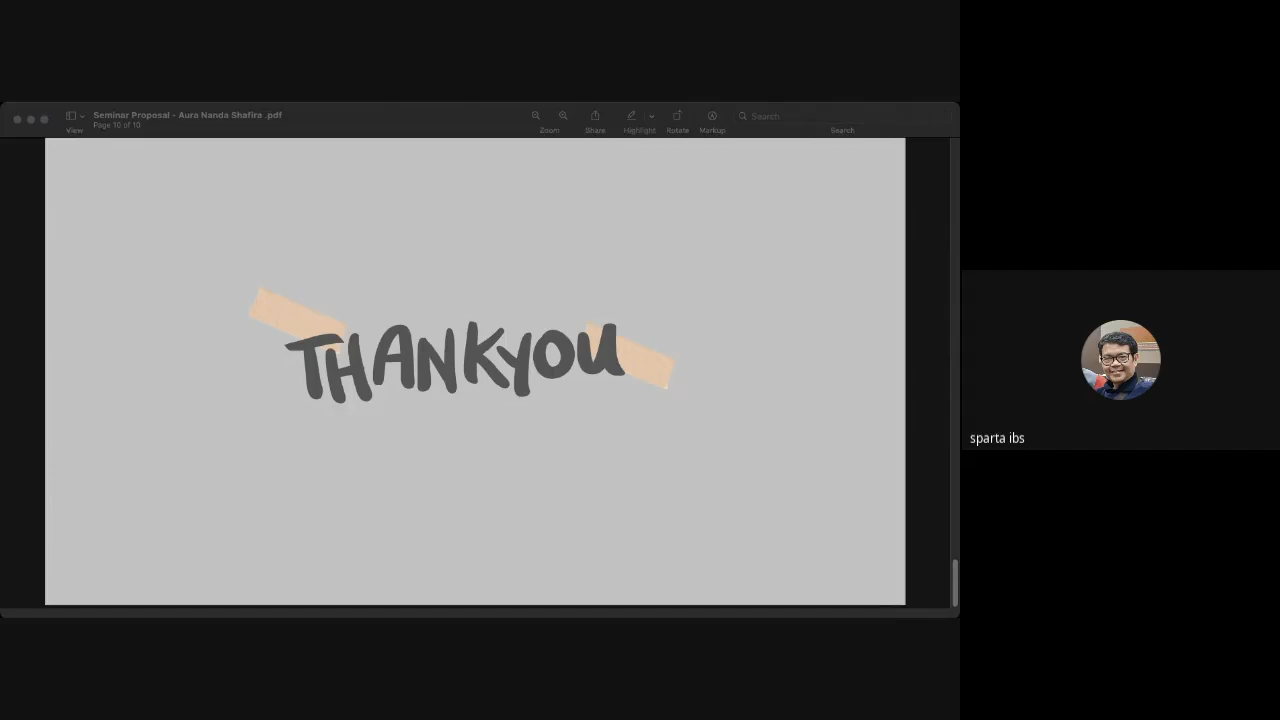 Seminar Proposal - Aura Nanda Shafira .pdf
Page 10 of 10
View
Zoom
Share
Highlight
Rotate
Markup
Search
Search
THANKYOU
sparta ibs